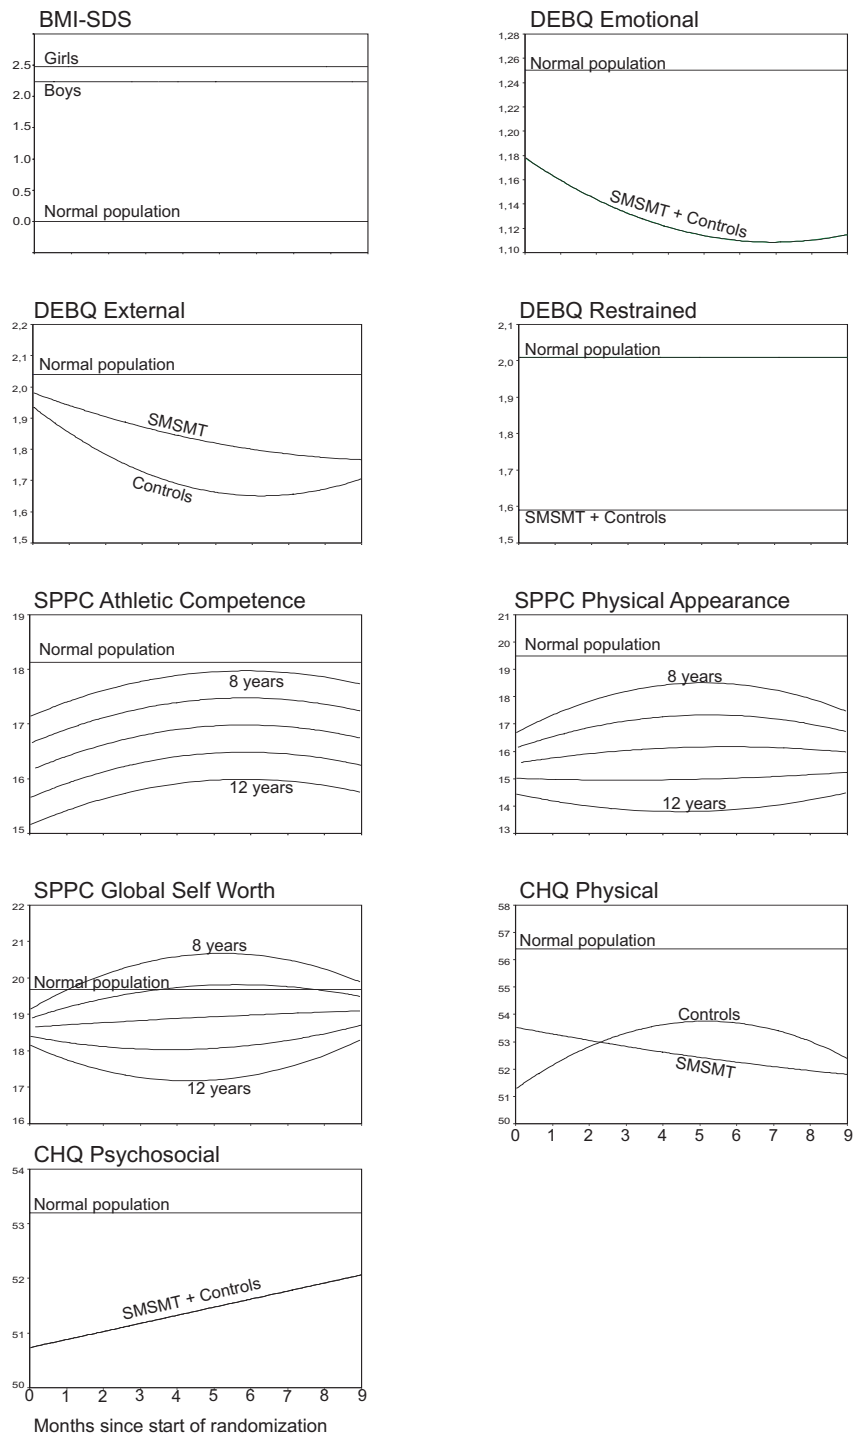 BMI-SDS
2.5
2.0
1.5
1.0
0.5
0.0
Girls
Boys
Normal population
DEBQ Emotional
1,28
1,26
1,24
1,22
1,20
1,18
1,16
1,14
1,12
1,10
Normal population
SMSMT + Controls
DEBQ External
2,2
2,1
2,0
1,9
1,8
1,7
1,6
1,5
Normal population
SMSMT
Controls
DEBQ Restrained
2,1
2,0
1,9
1,8
1,7
1,6
1,5
Normal population
SMSMT + Controls
SPPC Athletic Competence
19
18
17
16
15
Normal population
8 years
12 years
SPPC Physical Appearance
21
20
19
18
17
16
15
14
13
Normal population
8 years
12 years
SPPC Global Self Worth
22
21
20
19
18
17
16
8 years
Normal population
12 years
CHQ Physical
58
57
56
55
54
53
52
51
50
Normal population
Controls
SMSMT
0 1 2 3 4 5 6 7 8 9
CHQ Psychosocial
54
53
52
51
50
Normal population
SMSMT + Controls
0 1 2 3 4 5 6 7 8 9
Months since start of randomization